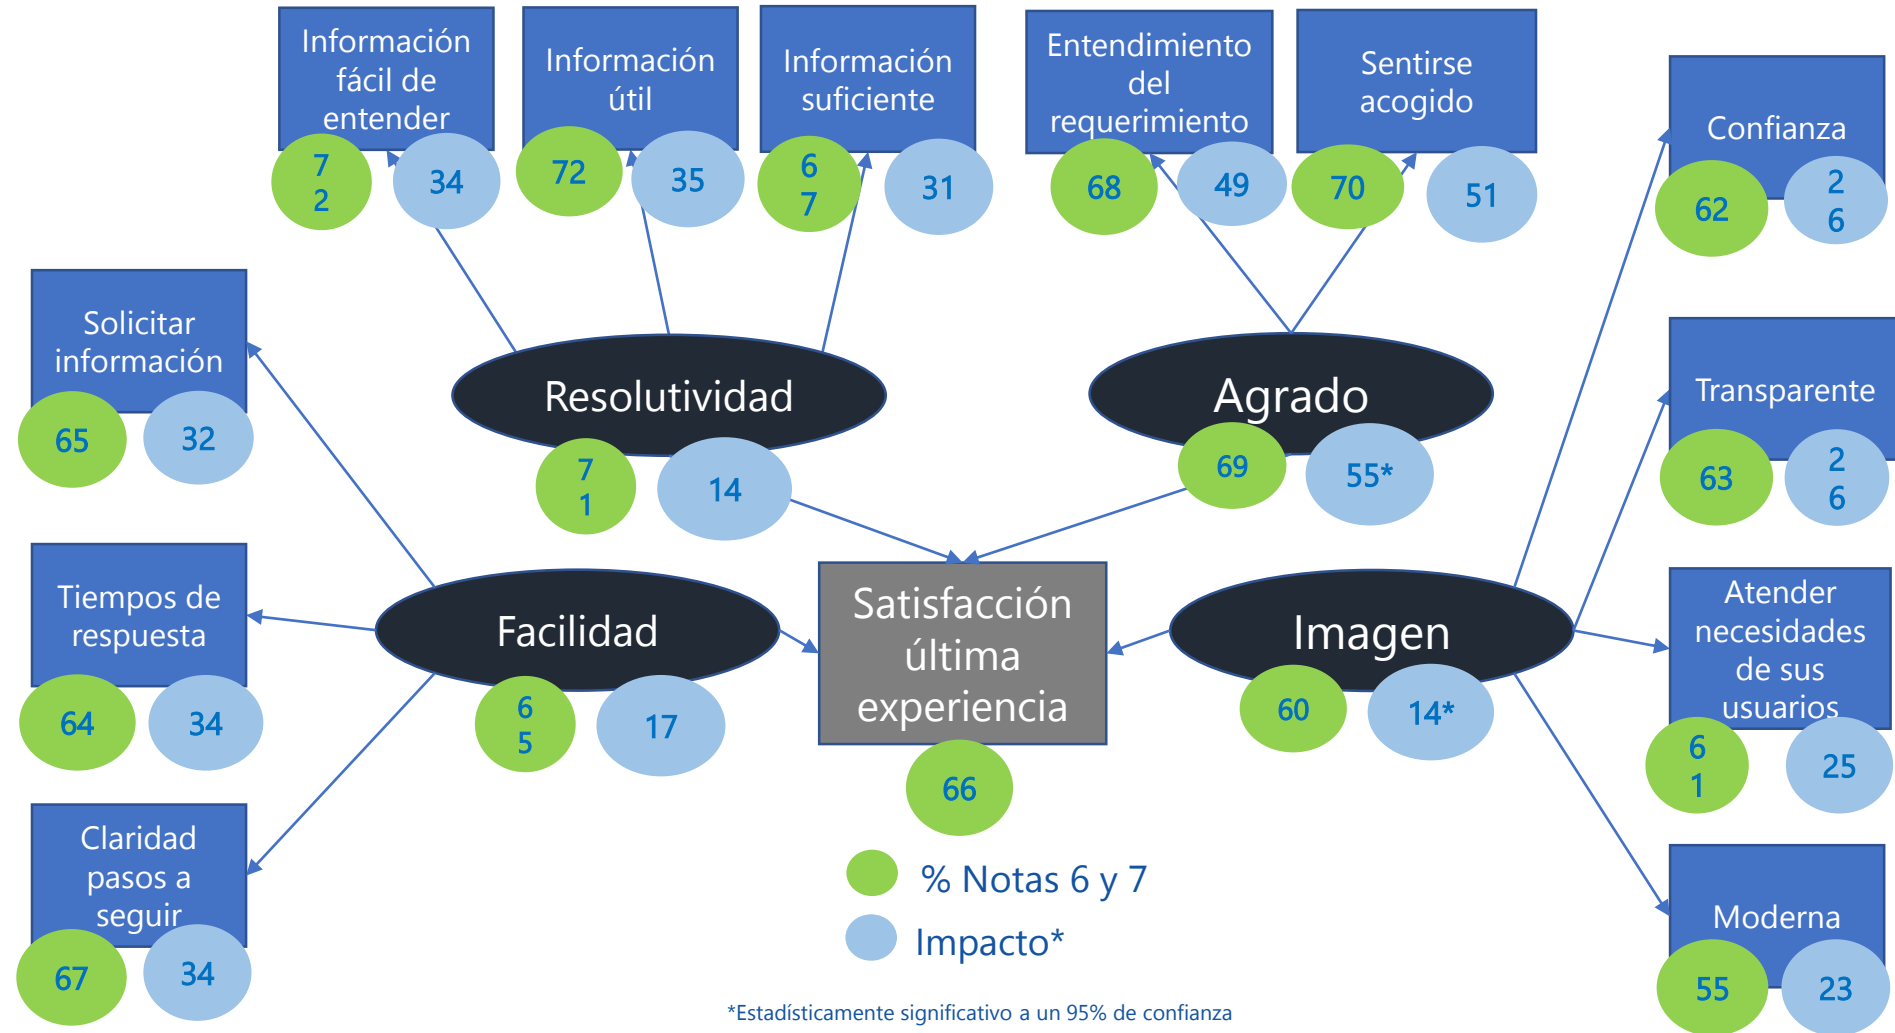 Información
fácil de
entender
7
2
34
Información
útil
72
35
Información
suficiente
6
7
31
Entendimiento
del
requerimiento
68
49
Sentirse
acogido
70
51
Confianza
62
2
6
Solicitar
información
65
32
Resolutividad
7
1
14
Agrado
69
55*
Transparente
63
2
6
Tiempos de
respuesta
64
34
Facilidad
6
5
17
Satisfacción
última
experiencia
66
Imagen
60
14*
Atender
necesidades
de sus
usuarios
6
1
25
Claridad
pasos a
seguir
67
34
% Notas 6 y 7
Impacto*
Moderna
55
23
*Estadísticamente significativo a un 95% de confianza